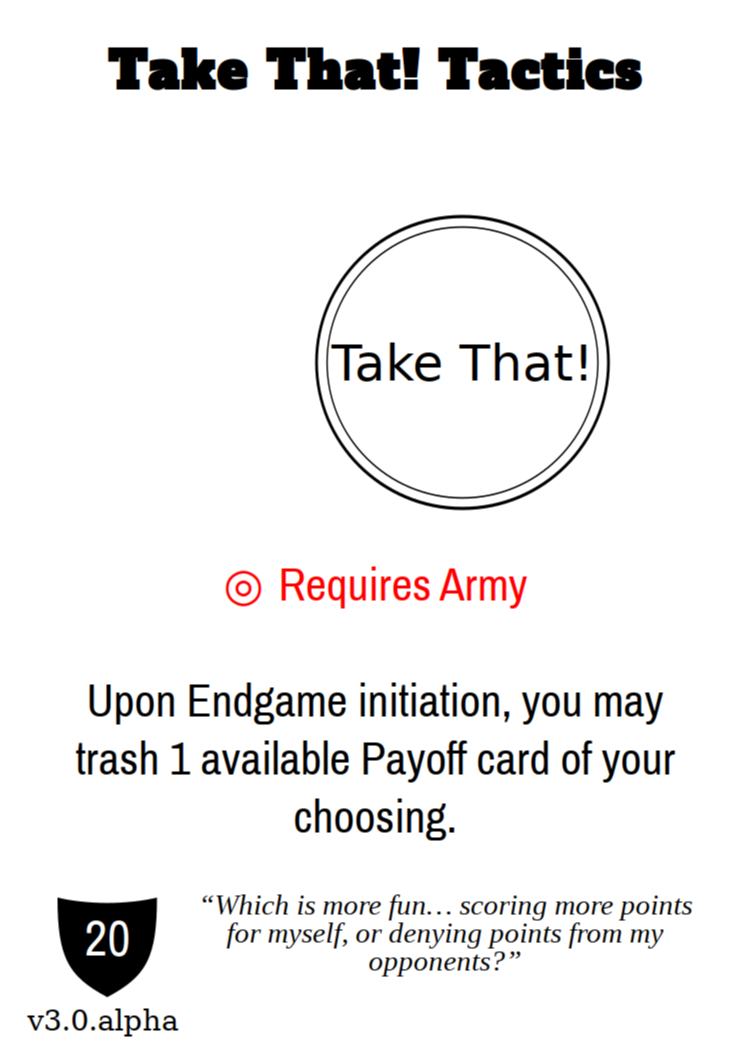 Take That! Tactics
Take That!
◎ Requires Army
Upon Endgame initiation, you may
trash 1 available Payoff card of your
choosing.
20
“Which is more fun… scoring more points
for myself, or denying points from my
opponents?”
v3.0.alpha